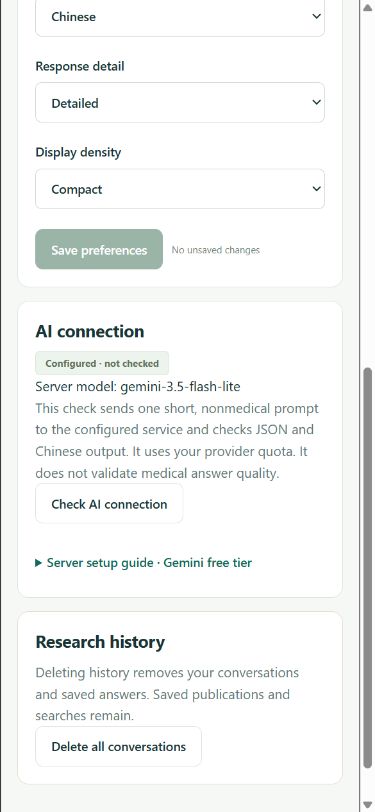 Chinese
Response detail
Detailed
Display density
Compact
Save preferences No unsaved changes
AI connection
Configured · not checked
Server model: gemini-3.5-flash-lite
This check sends one short, nonmedical prompt
to the configured service and checks JSON and
Chinese output. It uses your provider quota. It
does not validate medical answer quality.
Check AI connection
Server setup guide · Gemini free tier
Research history
Deleting history removes your conversations
and saved answers. Saved publications and
searches remain.
Delete all conversations